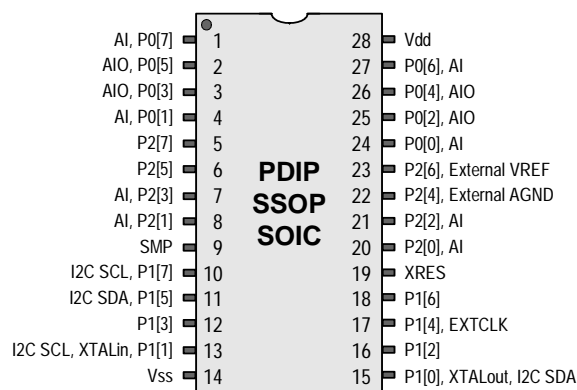 AI, P0[7] 1 28 Vdd
AIO, P0[5] 2 27 P0[6], AI
AIO, P0[3] 3 26 P0[4], AIO
AI, P0[1] 4 25 P0[2], AIO
P2[7] 5 24 P0[0], AI
P2[5] 6 PDIP 23 P2[6], External VREF
AI, P2[3] 7 SSOP 22 P2[4], External AGND
AI, P2[1] 8 SOIC 21 P2[2], AI
SMP 9 20 P2[0], AI
I2C SCL, P1[7] 10 19 XRES
I2C SDA, P1[5] 11 18 P1[6]
P1[3] 12 17 P1[4], EXTCLK
I2C SCL, XTALin, P1[1] 13 16 P1[2]
Vss 14 15 P1[0], XTALout, I2C SDA